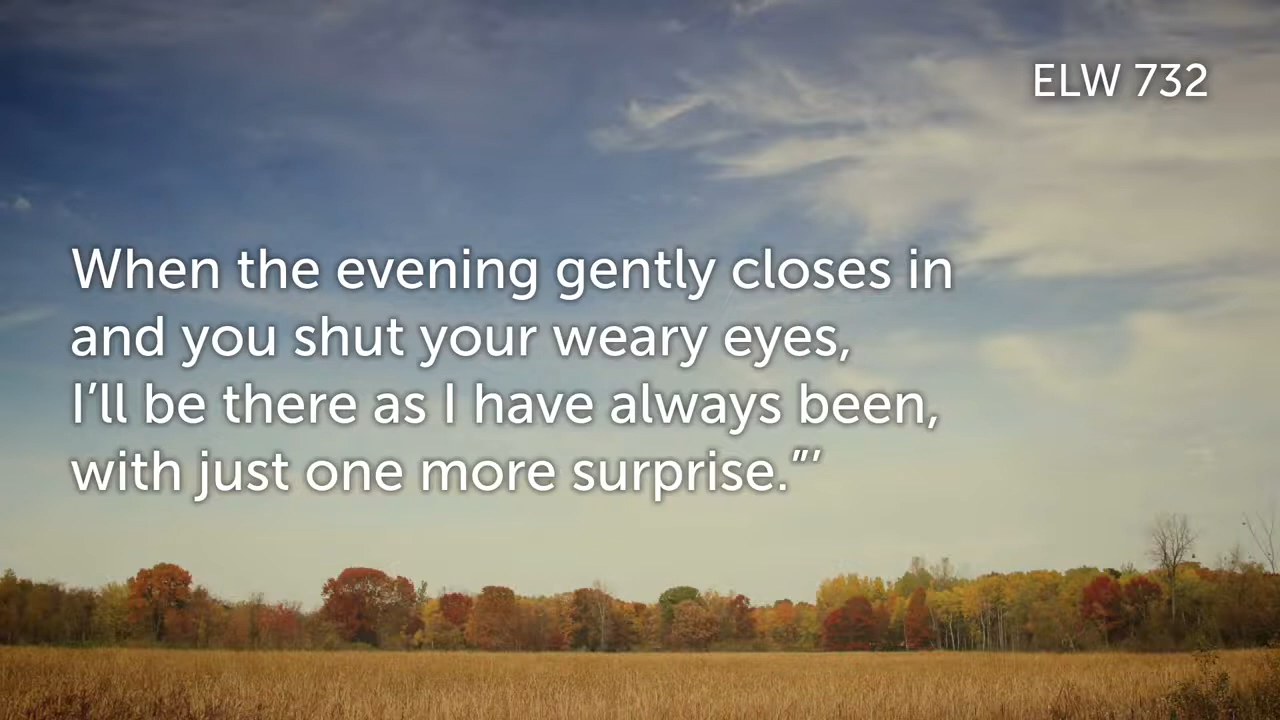 ELW 732
When the evening gently closes in
and you shut your weary eyes,
I’ll be there as I have always been,
with just one more surprise.”’